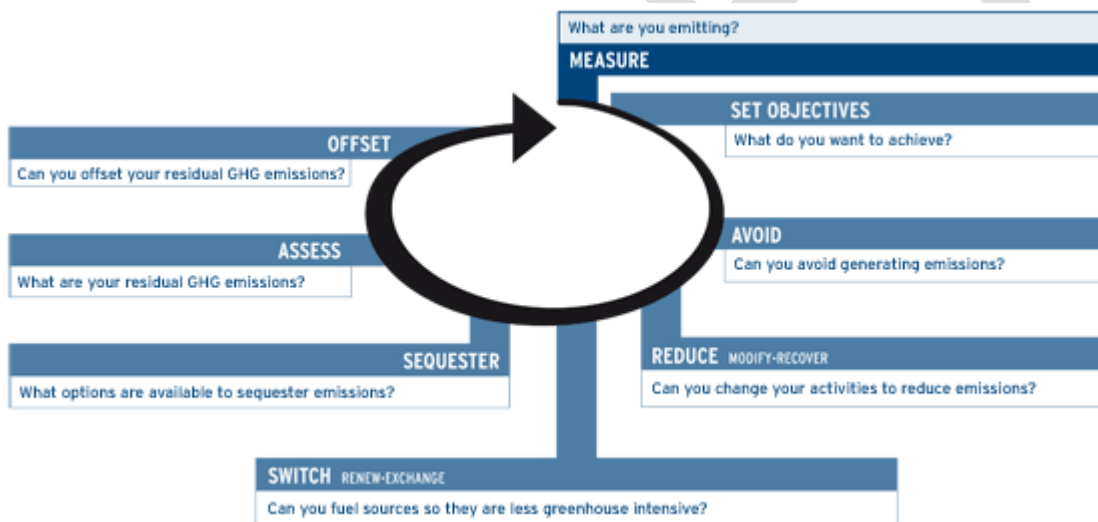 What are you emitting?
MEASURE
SET OBJECTIVES
What do you want to achieve?
AVOID
Can you avoid generating emissions?
REDUCE MODIFY-RECOVER
Can you change your activities to reduce emissions?
SWITCH RENEW-EXCHANGE
Can you fuel sources so they are less greenhouse intensive?
SEQUESTER
What options are available to sequester emissions?
ASSESS
What are your residual GHG emissions?
OFFSET
Can you offset your residual GHG emissions?